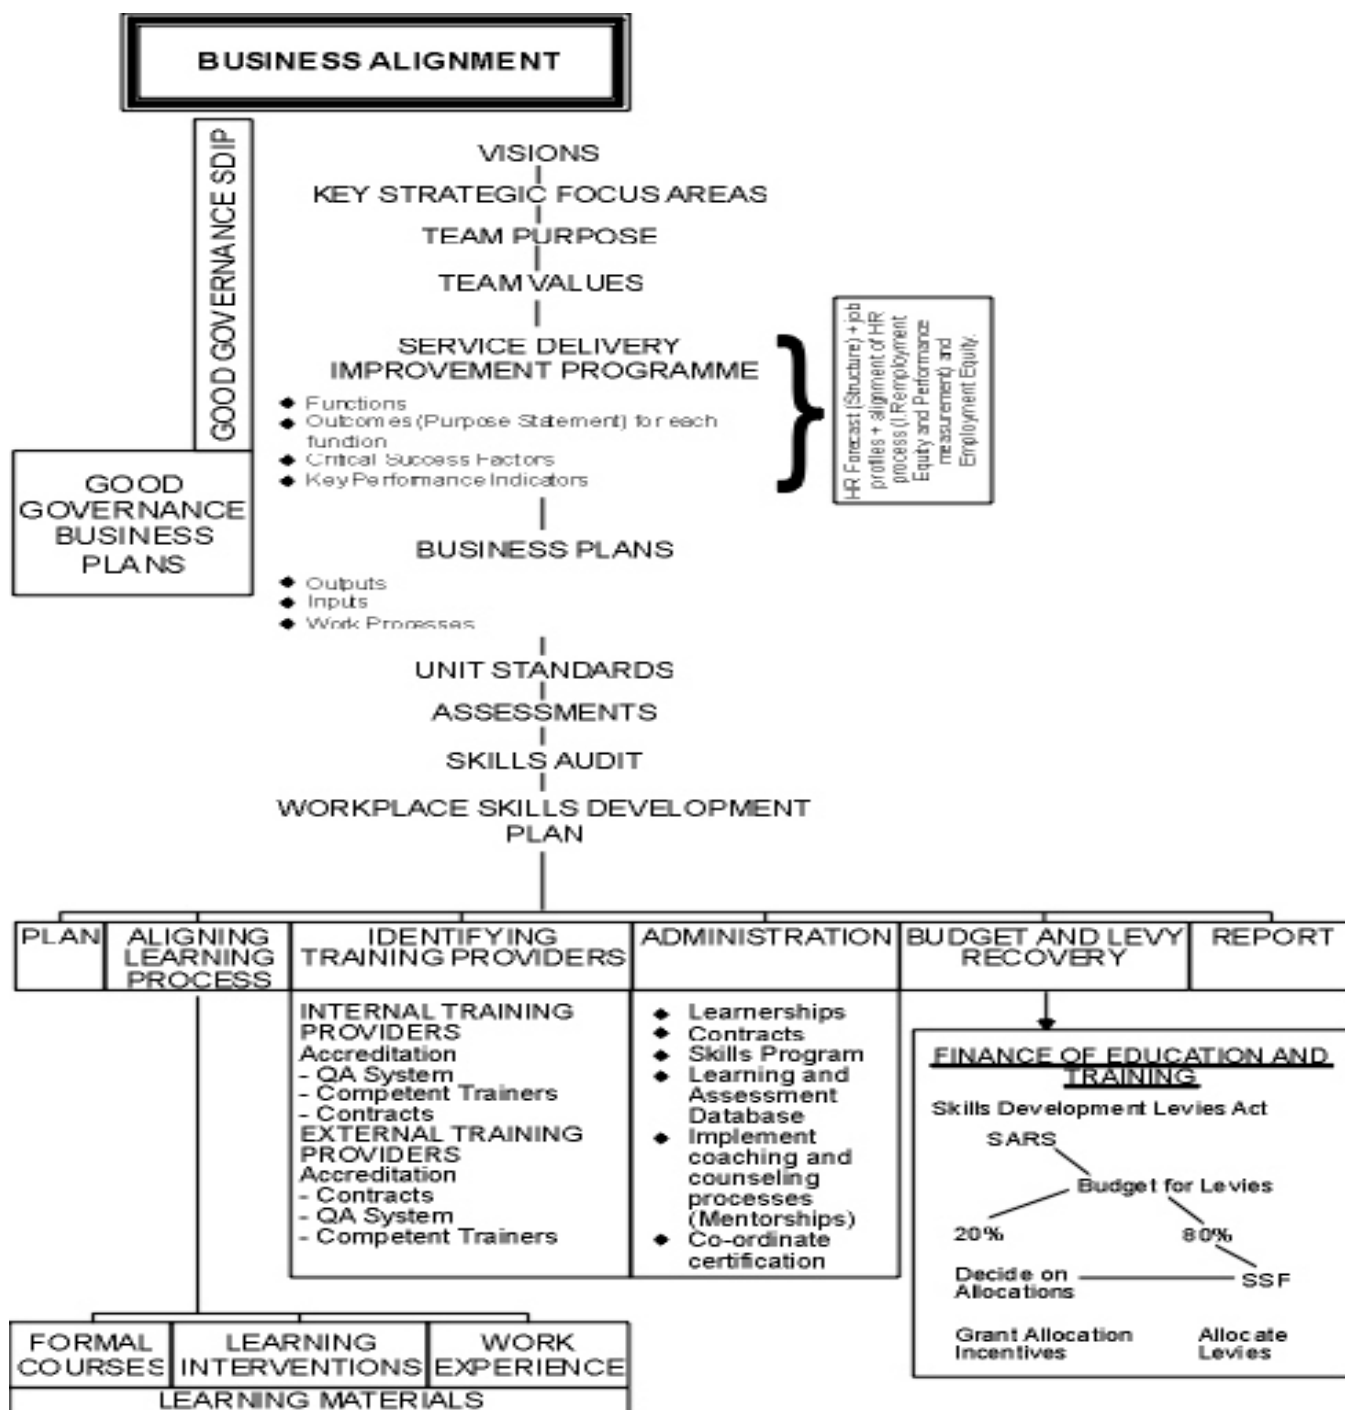 BUSINESS ALIGNMENT
GOOD GOVERNANCE SDIP
GOOD
GOVERNANCE
BUSINESS
PLANS
VISIONS
KEY STRATEGIC FOCUS AREAS
TEAM PURPOSE
TEAM VALUES
SERVICE DELIVERY
IMPROVEMENT PROGRAMME
◆ Functions
◆ Outcomes (Purpose Statement) for each
function
◆ Critical Success Factors
◆ Key Performance Indicators
HR Forecast (Structure) + job
profiles + alignment of HR
process (I.Remployment
Equity and Performance
measurement) and
Employment Equity.
BUSINESS PLANS
◆ Outputs
◆ Inputs
◆ Work Processes
UNIT STANDARDS
ASSESSMENTS
SKILLS AUDIT
WORKPLACE SKILLS DEVELOPMENT
PLAN
PLAN
ALIGNING
LEARNING
PROCESS
IDENTIFYING
TRAINING PROVIDERS
ADMINISTRATION
BUDGET AND LEVY
RECOVERY
REPORT
INTERNAL TRAINING
PROVIDERS
Accreditation
- QA System
- Competent Trainers
- Contracts
EXTERNAL TRAINING
PROVIDERS
Accreditation
- Contracts
- QA System
- Competent Trainers
◆ Learnerships
◆ Contracts
◆ Skills Program
◆ Learning and
Assessment
Database
◆ Implement
coaching and
counseling
processes
(Mentorships)
◆ Co-ordinate
certification
FINANCE OF EDUCATION AND
TRAINING
Skills Development Levies Act
SARS
Budget for Levies
20% 80%
Decide on
Allocations
SSF
Grant Allocation
Incentives
Allocate
Levies
FORMAL
COURSES
LEARNING
INTERVENTIONS
WORK
EXPERIENCE
LEARNING MATERIALS